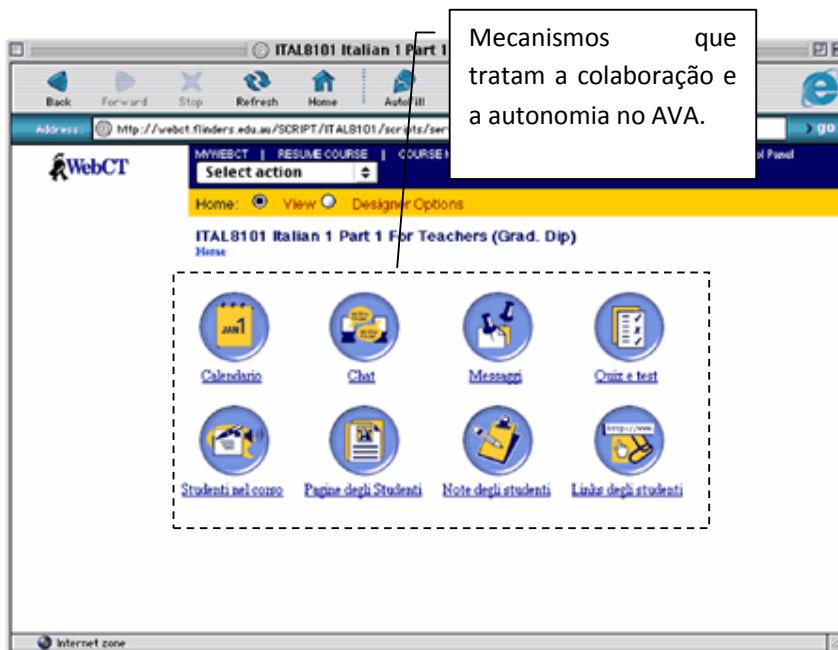 Mecanismos que
tratam a colaboração e
a autonomia no AVA.
ITAL8101 Italian 1 Part 1
Back Forward Stop Refresh Home AutoFill
Address: http://webct.flinders.edu.au/SCRIPT/ITAL8101/scripts/ser go
WebCT
MYWEBCT | RESUME COURSE | COURSE Panel
Select action
Home: View Designer Options
ITAL8101 Italian 1 Part 1 For Teachers (Grad. Dip)
Home
JAN 1
Calendario Chat Messaggi Quiz e test
http://www.
Studenti nel corso Pagine degli Studenti Note degli studenti Links degli studenti
Internet zone